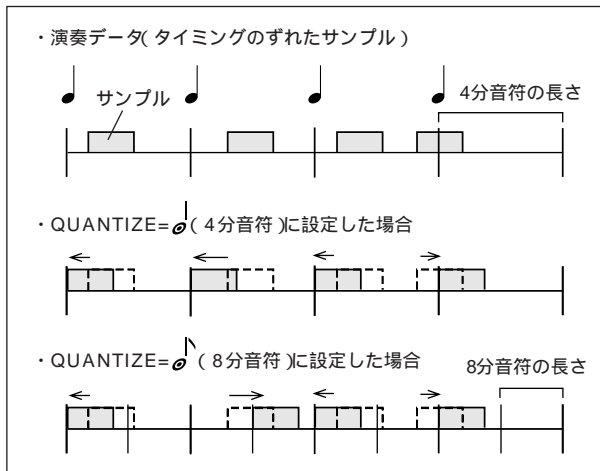 ・演奏データ(タイミングのずれたサンプル)
サンプル
4分音符の長さ
・QUANTIZE=(4分音符)に設定した場合
・QUANTIZE=(8分音符)に設定した場合
8分音符の長さ